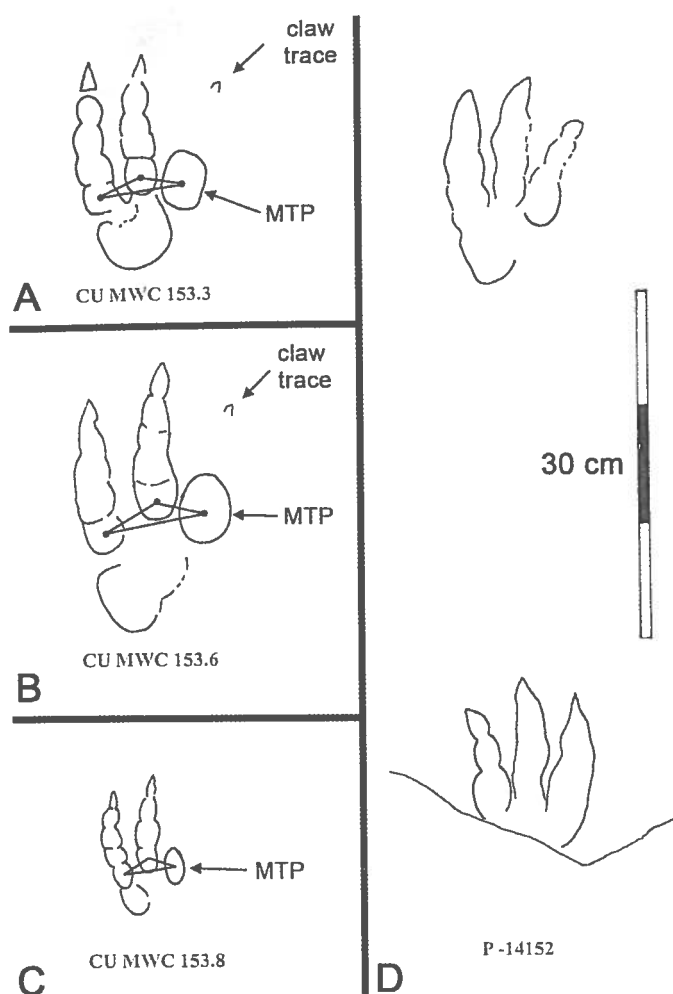 claw
trace
MTP
A
CU MWC 153.3
claw
trace
MTP
B
CU MWC 153.6
MTP
C
CU MWC 153.8
30 cm
D
P -14152